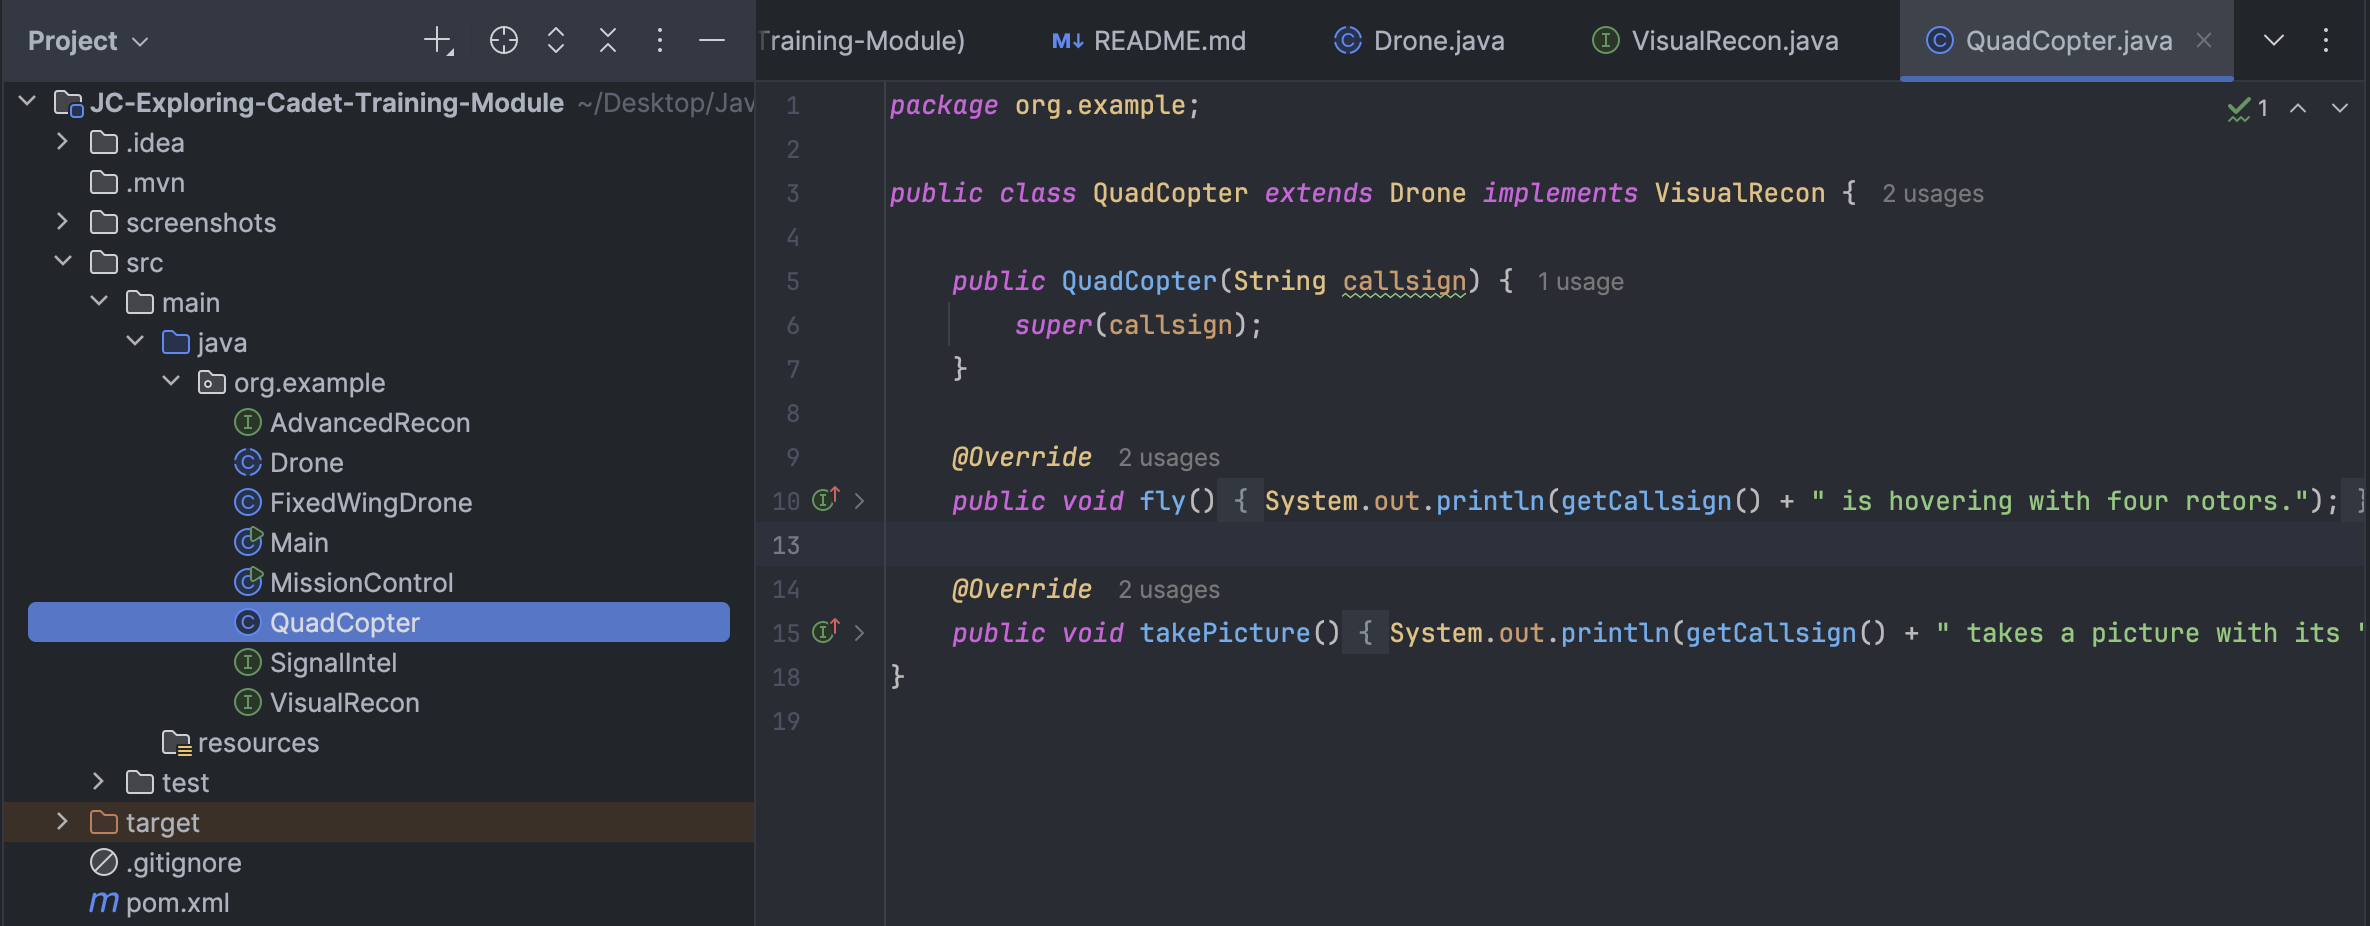 Project
Training-Module)
README.md
Drone.java
VisualRecon.java
QuadCopter.java
JC-Exploring-Cadet-Training-Module ~/Desktop/Jav
.idea
.mvn
screenshots
src
main
java
org.example
AdvancedRecon
Drone
FixedWingDrone
Main
MissionControl
QuadCopter
SignalIntel
VisualRecon
resources
test
target
.gitignore
pom.xml
1 package org.example;
1
2
3 public class QuadCopter extends Drone implements VisualRecon { 2 usages
4
5 public QuadCopter(String callsign) { 1 usage
6 super(callsign);
7 }
8
9 @Override 2 usages
10 public void fly() { System.out.println(getCallsign() + " is hovering with four rotors."); }
13
14 @Override 2 usages
15 public void takePicture() { System.out.println(getCallsign() + " takes a picture with its
18 }
19